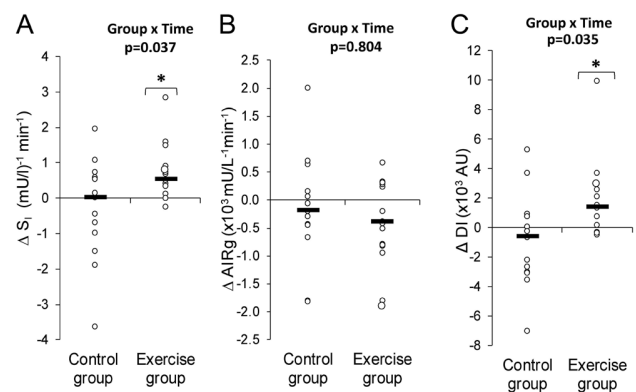 A
Group x Time
p=0.037
*
Δ S_I (mU/l)⁻¹ min⁻¹
4
3
2
1
0
-1
-2
-3
-4
Control
group
Exercise
group
B
Group x Time
p=0.804
Δ AIRg (x10³ mU/L⁻¹min⁻¹)
2.5
2.0
1.5
1.0
0.5
0.0
-0.5
-1.0
-1.5
-2.0
-2.5
Control
group
Exercise
group
C
Group x Time
p=0.035
*
Δ DI (x10³ AU)
12
10
8
6
4
2
0
-2
-4
-6
-8
Control
group
Exercise
group